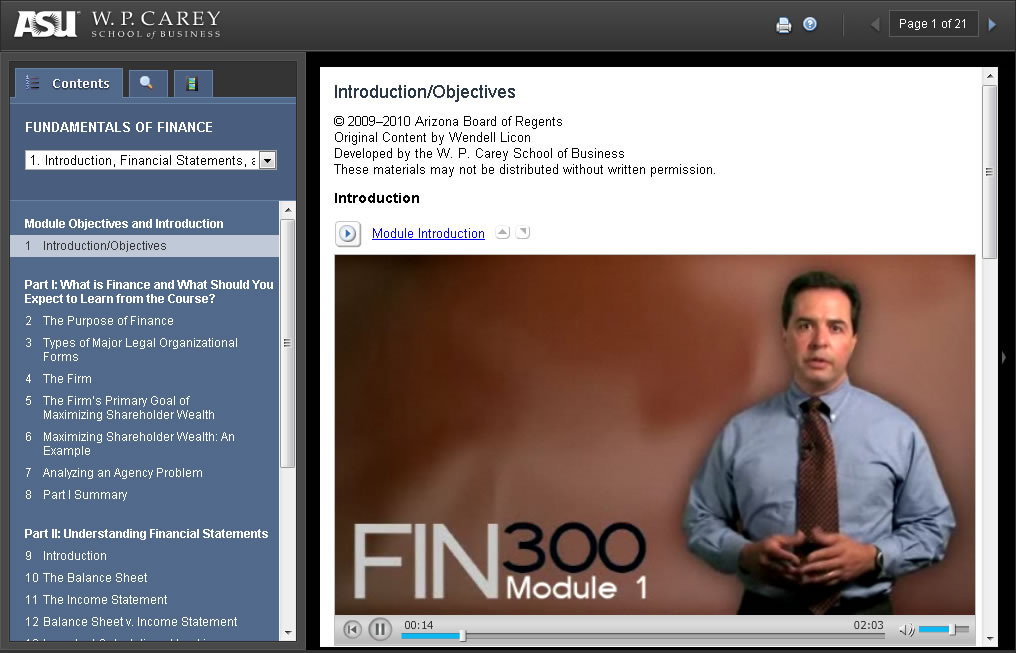 ASU W. P. CAREY
SCHOOL of BUSINESS
Page 1 of 21
Contents
FUNDAMENTALS OF FINANCE
1. Introduction, Financial Statements, a
Module Objectives and Introduction
1 Introduction/Objectives
Part I: What is Finance and What Should You
Expect to Learn from the Course?
2 The Purpose of Finance
3 Types of Major Legal Organizational
Forms
4 The Firm
5 The Firm's Primary Goal of
Maximizing Shareholder Wealth
6 Maximizing Shareholder Wealth: An
Example
7 Analyzing an Agency Problem
8 Part I Summary
Part II: Understanding Financial Statements
9 Introduction
10 The Balance Sheet
11 The Income Statement
12 Balance Sheet v. Income Statement
Introduction/Objectives
© 2009–2010 Arizona Board of Regents
Original Content by Wendell Licon
Developed by the W. P. Carey School of Business
These materials may not be distributed without written permission.
Introduction
Module Introduction
FIN300
Module 1
00:14
02:03